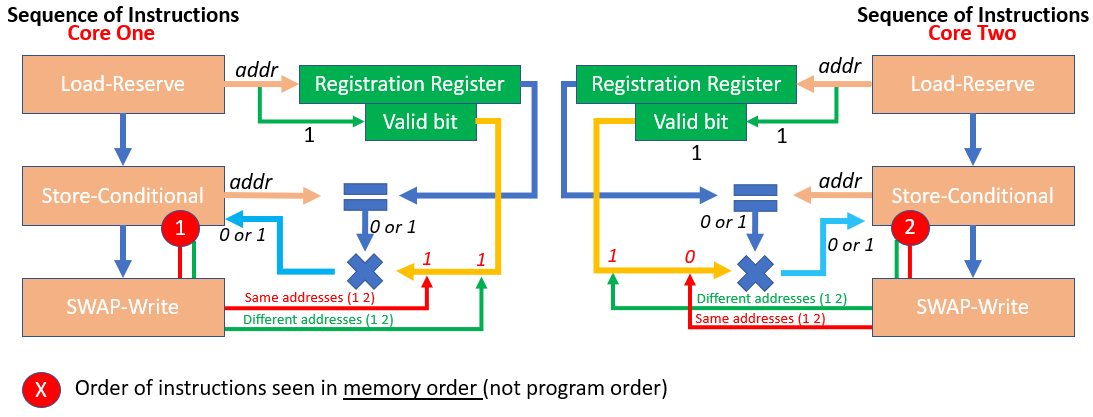 Sequence of Instructions
Core One
Load-Reserve
addr
Registration Register
Valid bit
1
Store-Conditional
addr
0 or 1
0 or 1
1
1
1
SWAP-Write
Same addresses (1 2)
Different addresses (1 2)
Sequence of Instructions
Core Two
Load-Reserve
addr
Registration Register
Valid bit
1
1
Store-Conditional
addr
0 or 1
0 or 1
2
1
0
SWAP-Write
Different addresses (1 2)
Same addresses (1 2)
X Order of instructions seen in memory order (not program order)